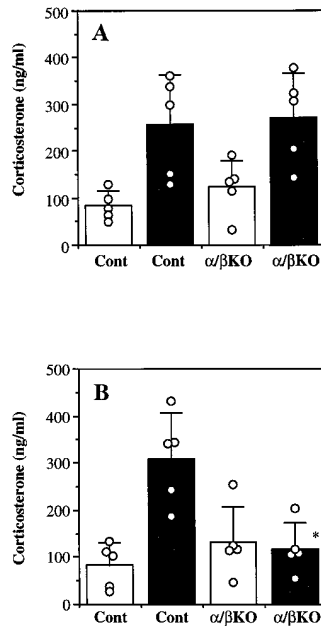 A
Corticosterone (ng/ml)
500
400
300
200
100
0
Cont Cont α/βKO α/βKO
B
Corticosterone (ng/ml)
500
400
300
200
100
0
*
Cont Cont α/βKO α/βKO